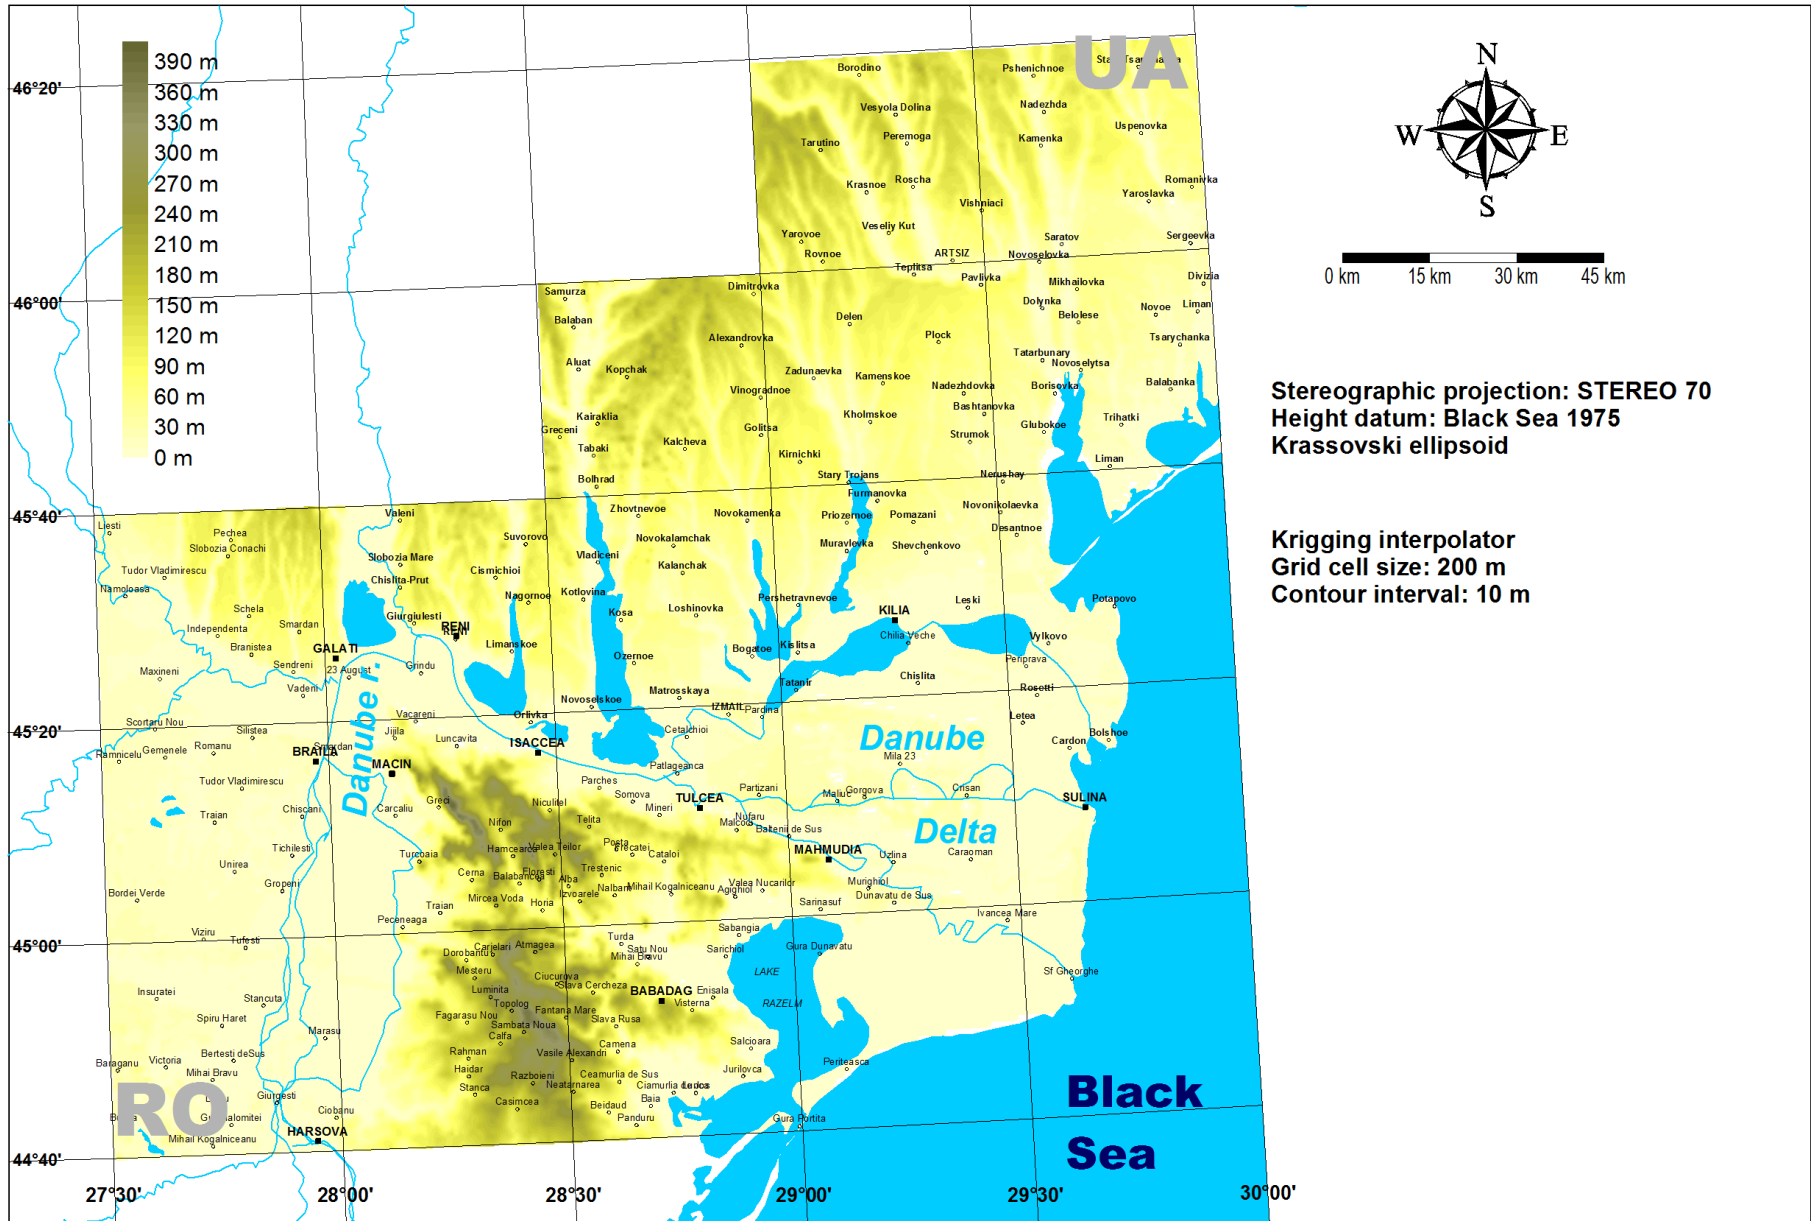 390 m
360 m
330 m
300 m
270 m
240 m
210 m
180 m
150 m
120 m
90 m
60 m
30 m
0 m
46°20'
46°00'
45°40'
45°20'
45°00'
44°40'
27°30'
28°00'
28°30'
29°00'
29°30'
30°00'
UA
RO
N
W
E
S
0 km
15 km
30 km
45 km
Stereographic projection: STEREO 70
Height datum: Black Sea 1975
Krassovski ellipsoid
Krigging interpolator
Grid cell size: 200 m
Contour interval: 10 m
Borodino
Pshenichnoe
Vesyola Dolina
Nadezhda
Peremoga
Kamenka
Uspenovka
Tarutino
Krasnoe
Roscha
Romanivka
Yaroslavka
Vishniaci
Veseliy Kut
Yarovoe
Saratov
Sergeevka
Rovnoe
ARTSIZ
Novoselovka
Teplitsa
Pavlivka
Mikhailovka
Divizia
Samurza
Dimitrovka
Dolynka
Novoe
Liman
Balaban
Delen
Belolese
Alexandrovka
Plock
Tsarychanka
Aluat
Kopchak
Tatarbunary
Novoselytsa
Zadunaevka
Kamenskoe
Vinogradnoe
Nadezhdovka
Borisovka
Balabanka
Bashtanovka
Kairaklia
Kholmskoe
Trihatki
Greceni
Golitsa
Glubokoe
Tabaki
Kalcheva
Strumok
Kirnichki
Liman
Bolhrad
Stary Trojans
Nerushay
Furmanovka
Valeni
Zhovtnevoe
Novokamenka
Priozernoe
Pomazani
Novonikolaevka
Liesti
Pechea
Desantnoe
Slobozia Conachi
Suvorovo
Novokalamchak
Muravlevka
Shevchenkovo
Slobozia Mare
Vladiceni
Tudor Vladimirescu
Cismichioi
Kalanchak
Chislita-Prut
Namoloasa
Nagornoe
Kotlovina
Pershetravnevoe
Leski
Potapovo
Schela
Giurgiulesti
Kosa
Loshinovka
KILIA
Independenta
Smardan
RENI
RENI
Chilia Veche
Vylkovo
Branistea
GALATI
Limanskoe
Bogatoe
Kislitsa
Sendreni
23 August
Grindu
Ozernoe
Periprava
Maxineni
Vadeni
Matrosskaya
Tatanir
Chislita
Rosetti
Novoselskoe
IZMAIL
Pardina
Scortaru Nou
Vacareni
Orlivka
Letea
Silistea
Jijila
Cetalchioi
Danube
Bolshoe
Romanu
Luncavita
ISACCEA
Cardon
Ramnicelu
Gemenele
BRAILA
Smardan
MACIN
Danube r.
Mila 23
Patlageanca
Tudor Vladimirescu
Parches
Somova
Partizani
Maliuc
Gorgova
Crisan
SULINA
Greci
Niculitel
Mineri
TULCEA
Chiscani
Carcaliu
Traian
Nifon
Telita
Malcoci
Nufaru
Baltenii de Sus
Delta
Tichilesti
Turcoaia
Hamcearca
Valea Teilor
Posta
Frecatei
Cataloi
MAHMUDIA
Uzlina
Caraoman
Unirea
Cerna
Balabancea
Floresti
Alba
Trestenic
Gropeni
Nalbant
Mihail Kogalniceanu
Agighiol
Valea Nucarilor
Murighiol
Bordei Verde
Mircea Voda
Izvoarele
Dunavatu de Sus
Traian
Horia
Sarinasuf
Peceneaga
Ivancea Mare
Viziru
Tufesti
Sabangia
Turda
Carjelari
Atmagea
Satu Nou
Sarichiol
Gura Dunavatu
Dorobantu
Mihai Bravu
Mesteru
Ciucurova
LAKE
RAZELM
Sf Gheorghe
Insuratei
Stancuta
Luminita
Slava Cercheza
BABADAG
Enisala
Topolog
Visterna
Fagarasu Nou
Fantana Mare
Spiru Haret
Sambata Noua
Slava Rusa
Marasu
Calfa
Camena
Salcioara
Bertesti deSus
Rahman
Vasile Alexandri
Baraganu
Victoria
Haidar
Ceamurlia de Sus
Jurilovca
Periteasca
Mihai Bravu
Stanca
Razboieni
Neatarnarea
Giurgesti
Casimcea
Baia
Beidaud
Panduru
Ciobanu
Gura Portita
HARSOVA
Mihail Kogalniceanu
Black
Sea